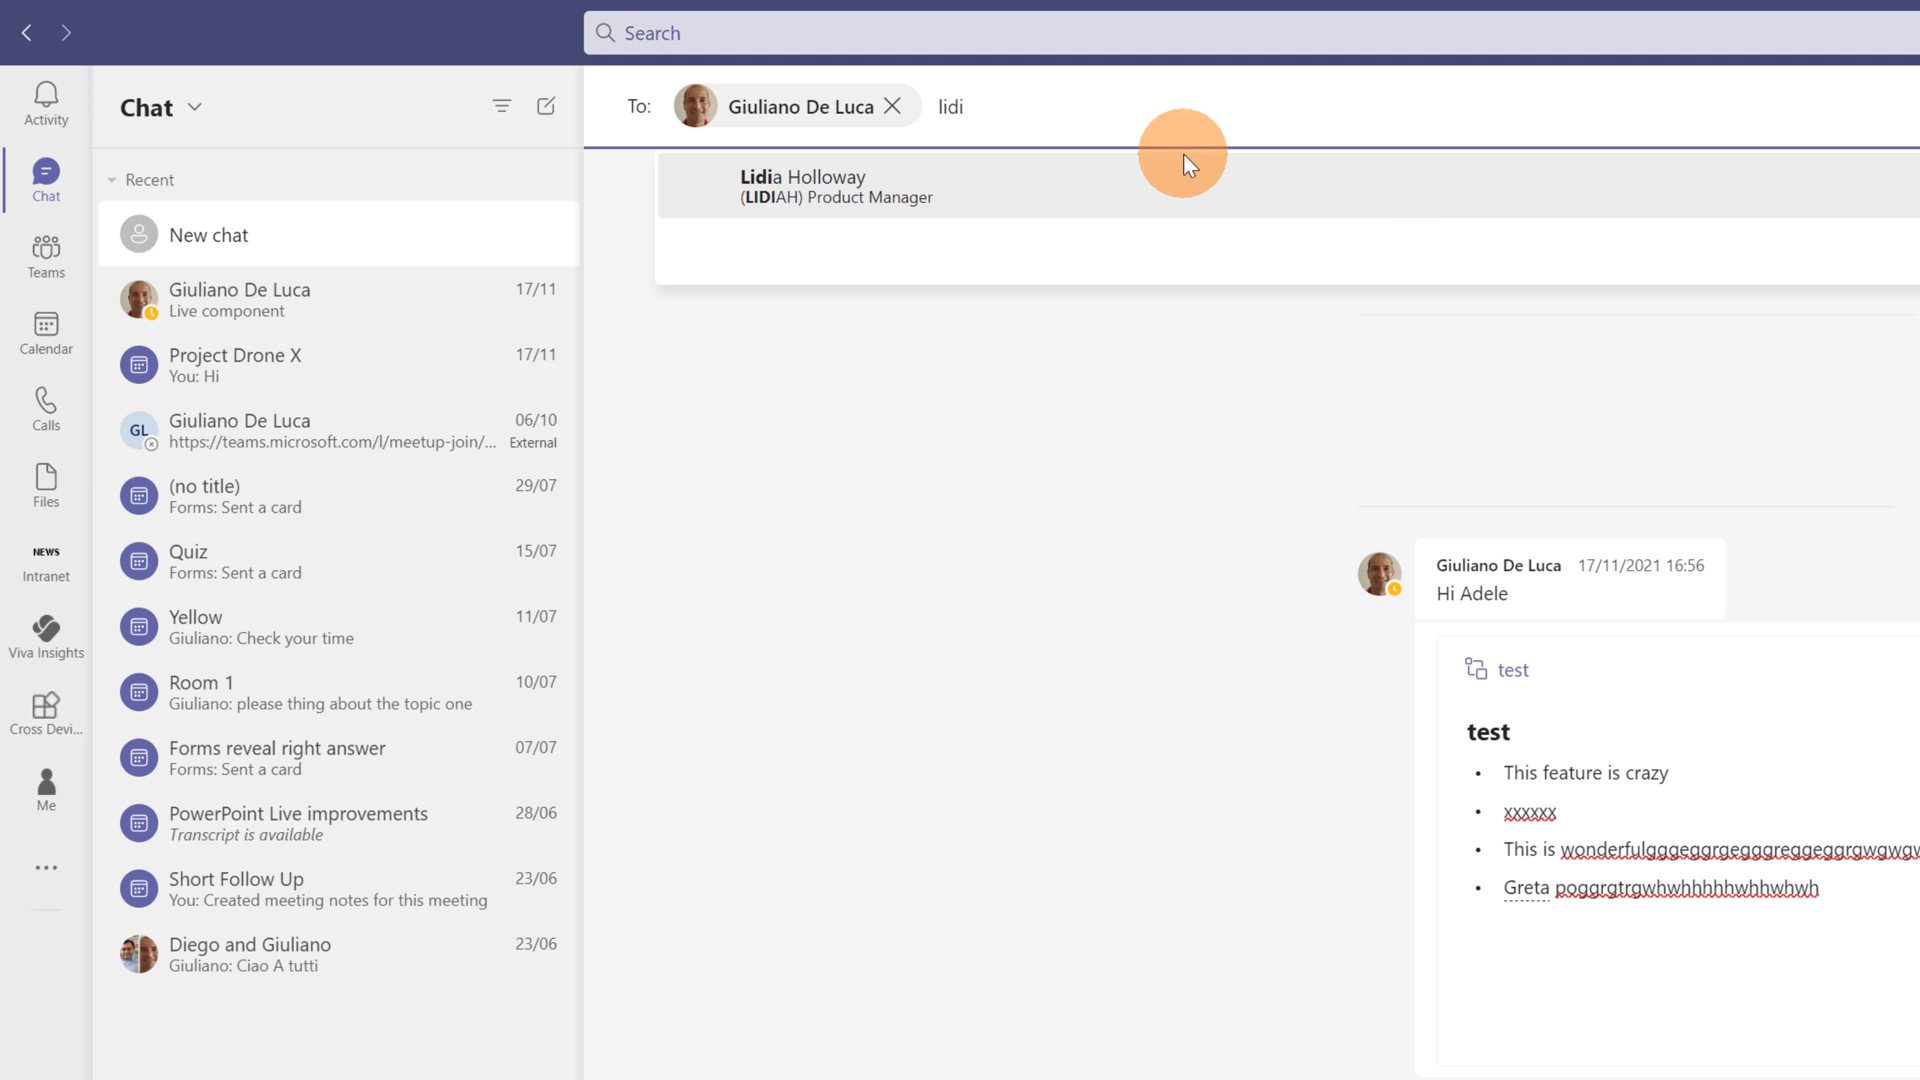 Search
Activity
Chat
Teams
Calendar
Calls
Files
NEWS
Intranet
Viva Insights
Cross Devi...
Me
Chat
Recent
New chat
Giuliano De Luca 17/11
Live component
Project Drone X 17/11
You: Hi
GL
Giuliano De Luca 06/10
https://teams.microsoft.com/l/meetup-join/... External
(no title) 29/07
Forms: Sent a card
Quiz 15/07
Forms: Sent a card
Yellow 11/07
Giuliano: Check your time
Room 1 10/07
Giuliano: please thing about the topic one
Forms reveal right answer 07/07
Forms: Sent a card
PowerPoint Live improvements 28/06
Transcript is available
Short Follow Up 23/06
You: Created meeting notes for this meeting
Diego and Giuliano 23/06
Giuliano: Ciao A tutti
To: Giuliano De Luca lidi
Lidia Holloway
(LIDIAH) Product Manager
Giuliano De Luca 17/11/2021 16:56
Hi Adele
test
test
• This feature is crazy
• xxxxxx
• This is
• Greta poggrgtrgwhwhhhhhwhhwhwh